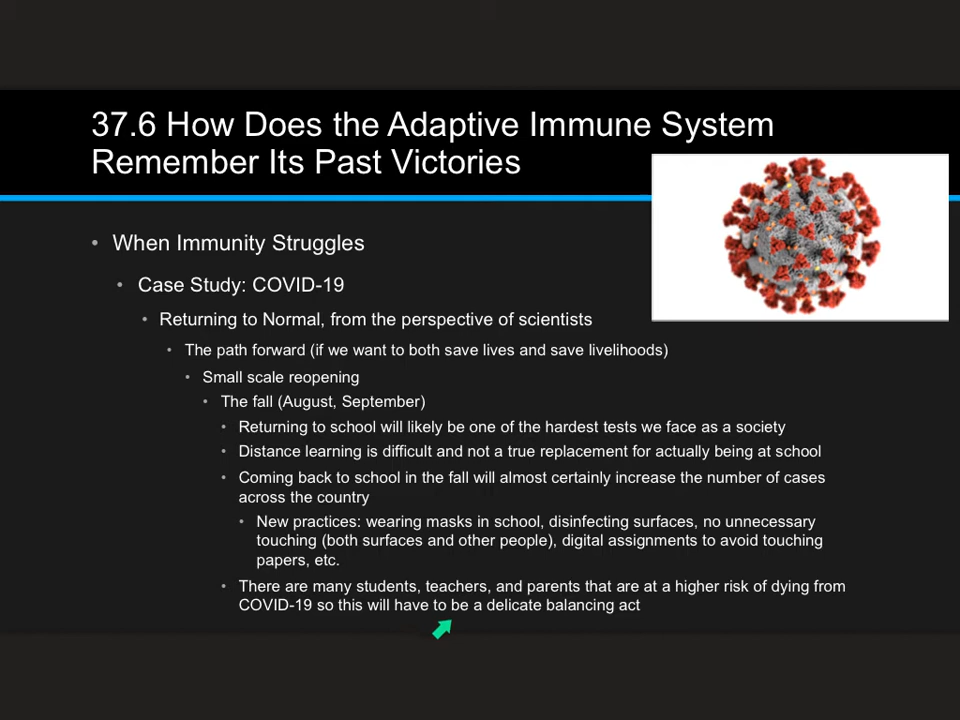 37.6 How Does the Adaptive Immune System
Remember Its Past Victories
• When Immunity Struggles
• Case Study: COVID-19
• Returning to Normal, from the perspective of scientists
• The path forward (if we want to both save lives and save livelihoods)
• Small scale reopening
• The fall (August, September)
• Returning to school will likely be one of the hardest tests we face as a society
• Distance learning is difficult and not a true replacement for actually being at school
• Coming back to school in the fall will almost certainly increase the number of cases
across the country
• New practices: wearing masks in school, disinfecting surfaces, no unnecessary
touching (both surfaces and other people), digital assignments to avoid touching
papers, etc.
• There are many students, teachers, and parents that are at a higher risk of dying from
COVID-19 so this will have to be a delicate balancing act